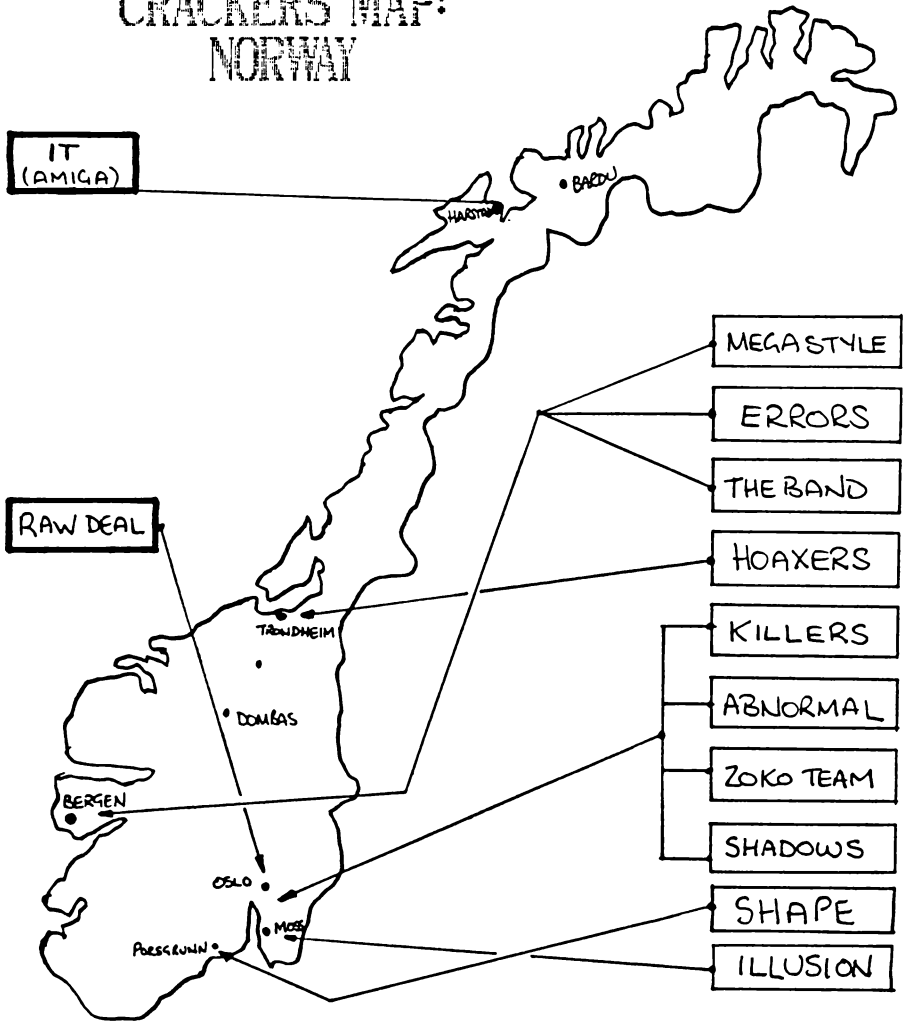 CRACKERS MAP:
NORWAY
IT
(AMIGA)
BARDU
HARSTAD
MEGASTYLE
ERRORS
THE BAND
RAW DEAL
HOAXERS
TRONDHEIM
KILLERS
ABNORMAL
DOMBAS
ZOKO TEAM
BERGEN
SHADOWS
OSLO
SHAPE
MOSS
PORSGRUNN
ILLUSION